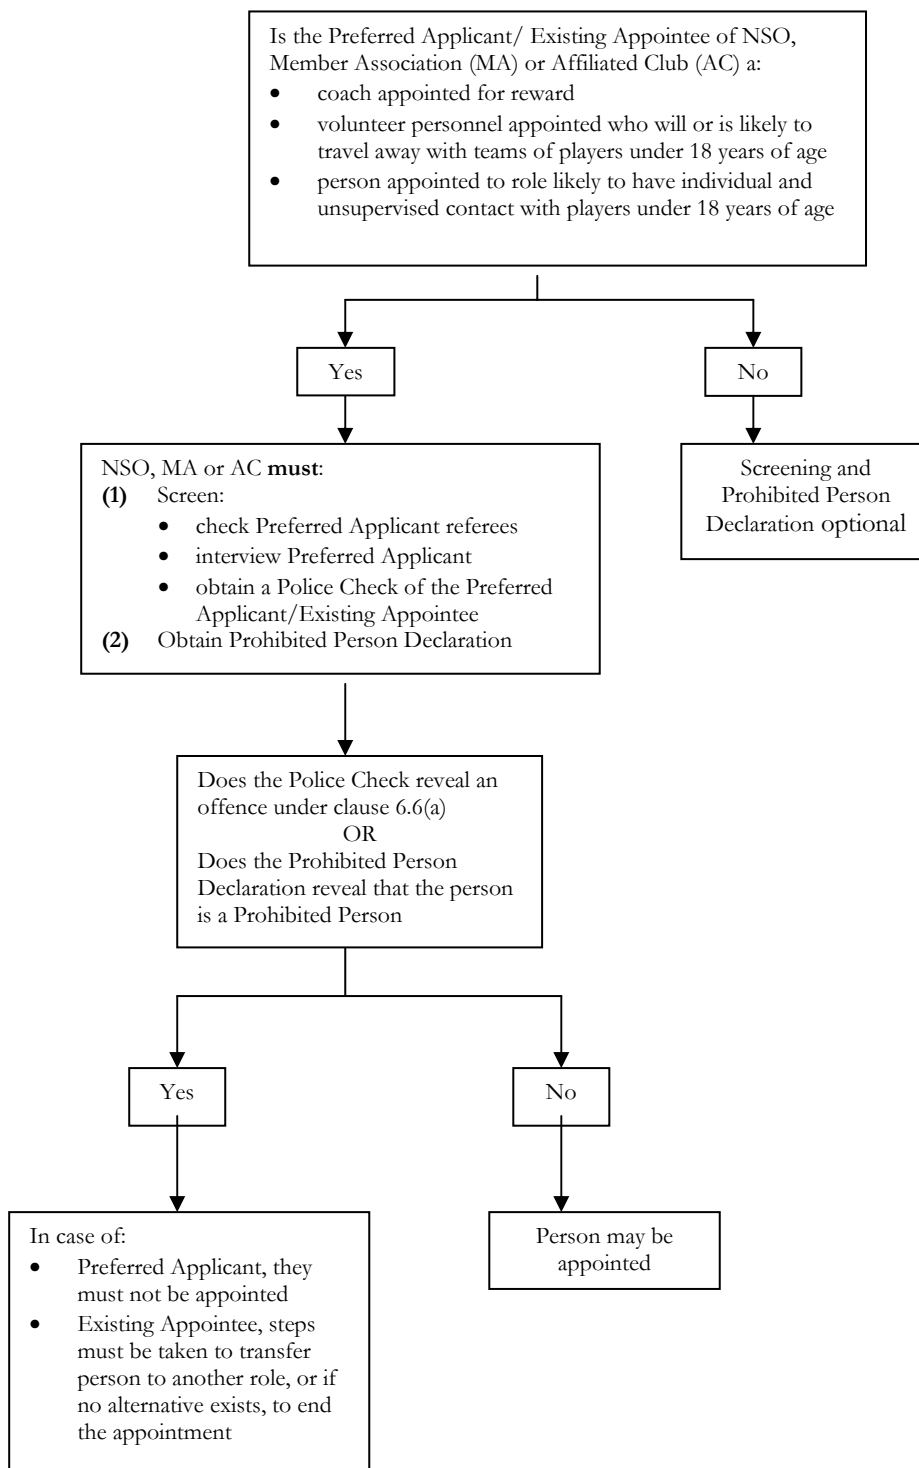 Is the Preferred Applicant/ Existing Appointee of NSO,
Member Association (MA) or Affiliated Club (AC) a:
• coach appointed for reward
• volunteer personnel appointed who will or is likely to
travel away with teams of players under 18 years of age
• person appointed to role likely to have individual and
unsupervised contact with players under 18 years of age
Yes
No
NSO, MA or AC must:
(1) Screen:
• check Preferred Applicant referees
• interview Preferred Applicant
• obtain a Police Check of the Preferred
Applicant/Existing Appointee
(2) Obtain Prohibited Person Declaration
Screening and
Prohibited Person
Declaration optional
Does the Police Check reveal an
offence under clause 6.6(a)
OR
Does the Prohibited Person
Declaration reveal that the person
is a Prohibited Person
Yes
No
In case of:
• Preferred Applicant, they
must not be appointed
• Existing Appointee, steps
must be taken to transfer
person to another role, or if
no alternative exists, to end
the appointment
Person may be
appointed